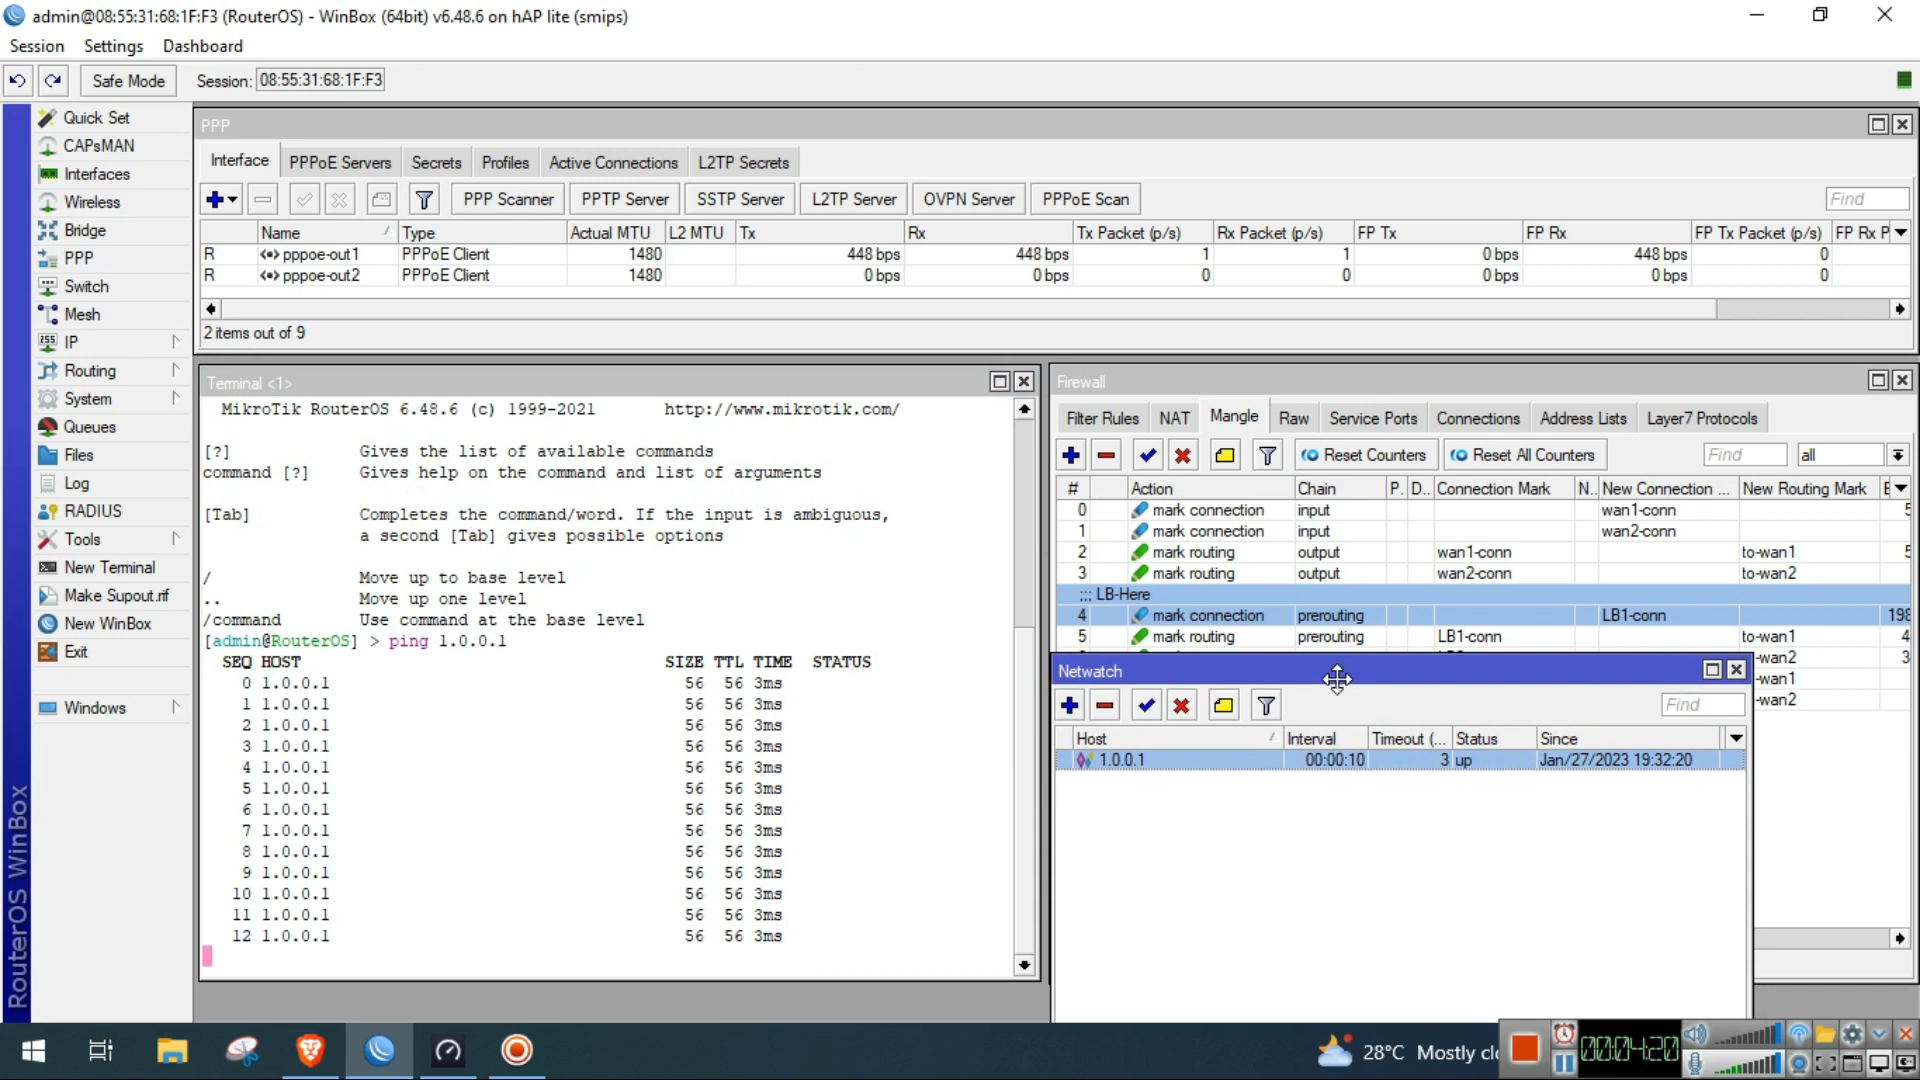 admin@08:55:31:68:1F:F3 (RouterOS) - WinBox (64bit) v6.48.6 on hAP lite (smips)
Session Settings Dashboard
Safe Mode Session: 08:55:31:68:1F:F3
Quick Set
CAPsMAN
Interfaces
Wireless
Bridge
PPP
Switch
Mesh
IP
Routing
System
Queues
Files
Log
RADIUS
Tools
New Terminal
Make Supout.rif
New WinBox
Exit
Windows
RouterOS WinBox
PPP
Interface PPPoE Servers Secrets Profiles Active Connections L2TP Secrets
PPP Scanner PPTP Server SSTP Server L2TP Server OVPN Server PPPoE Scan Find
Name Type Actual MTU L2 MTU Tx Rx Tx Packet (p/s) Rx Packet (p/s) FP Tx FP Rx FP Tx Packet (p/s) FP Rx P
R pppoe-out1 PPPoE Client 1480 448 bps 448 bps 1 1 0 bps 448 bps 0
R pppoe-out2 PPPoE Client 1480 0 bps 0 bps 0 0 0 bps 0 bps 0
2 items out of 9
Terminal <1>
MikroTik RouterOS 6.48.6 (c) 1999-2021 http://www.mikrotik.com/
[?] Gives the list of available commands
command [?] Gives help on the command and list of arguments
[Tab] Completes the command/word. If the input is ambiguous,
a second [Tab] gives possible options
/ Move up to base level
.. Move up one level
/command Use command at the base level
[admin@RouterOS] > ping 1.0.0.1
SEQ HOST SIZE TTL TIME STATUS
0 1.0.0.1 56 56 3ms
1 1.0.0.1 56 56 3ms
2 1.0.0.1 56 56 3ms
3 1.0.0.1 56 56 3ms
4 1.0.0.1 56 56 3ms
5 1.0.0.1 56 56 3ms
6 1.0.0.1 56 56 3ms
7 1.0.0.1 56 56 3ms
8 1.0.0.1 56 56 3ms
9 1.0.0.1 56 56 3ms
10 1.0.0.1 56 56 3ms
11 1.0.0.1 56 56 3ms
12 1.0.0.1 56 56 3ms
Firewall
Filter Rules NAT Mangle Raw Service Ports Connections Address Lists Layer7 Protocols
Reset Counters Reset All Counters Find all
# Action Chain P. D.. Connection Mark N.. New Connection ... New Routing Mark
0 mark connection input wan1-conn 5
1 mark connection input wan2-conn
2 mark routing output wan1-conn to-wan1 5
3 mark routing output wan2-conn to-wan2
;;; LB-Here
4 mark connection prerouting LB1-conn 198
5 mark routing prerouting LB1-conn to-wan1 4
-wan2 3
-wan1
-wan2
Netwatch
Find
Host Interval Timeout (... Status Since
1.0.0.1 00:00:10 3 up Jan/27/2023 19:32:20
28°C Mostly cl
00:04:20